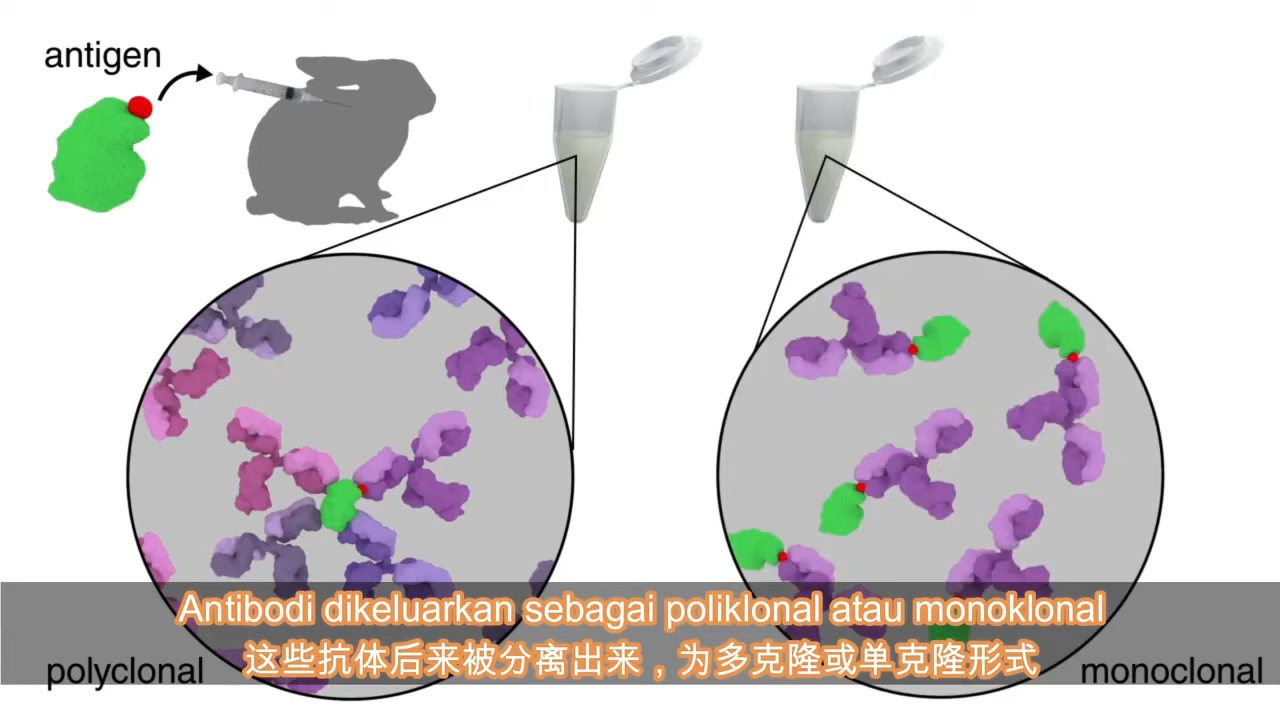 antigen
Antibodi dikeluarkan sebagai poliklonal atau monoklonal
这些抗体后来被分离出来，为多克隆或单克隆形式
polyclonal
monoclonal